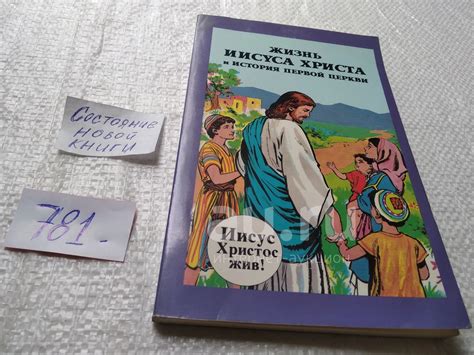 ЖИЗНЬ
ИИСУСА ХРИСТА
и ИСТОРИЯ ПЕРВОЙ ЦЕРКВИ
Состояние
новой
книги
781.
Иисус
Христос
жив!